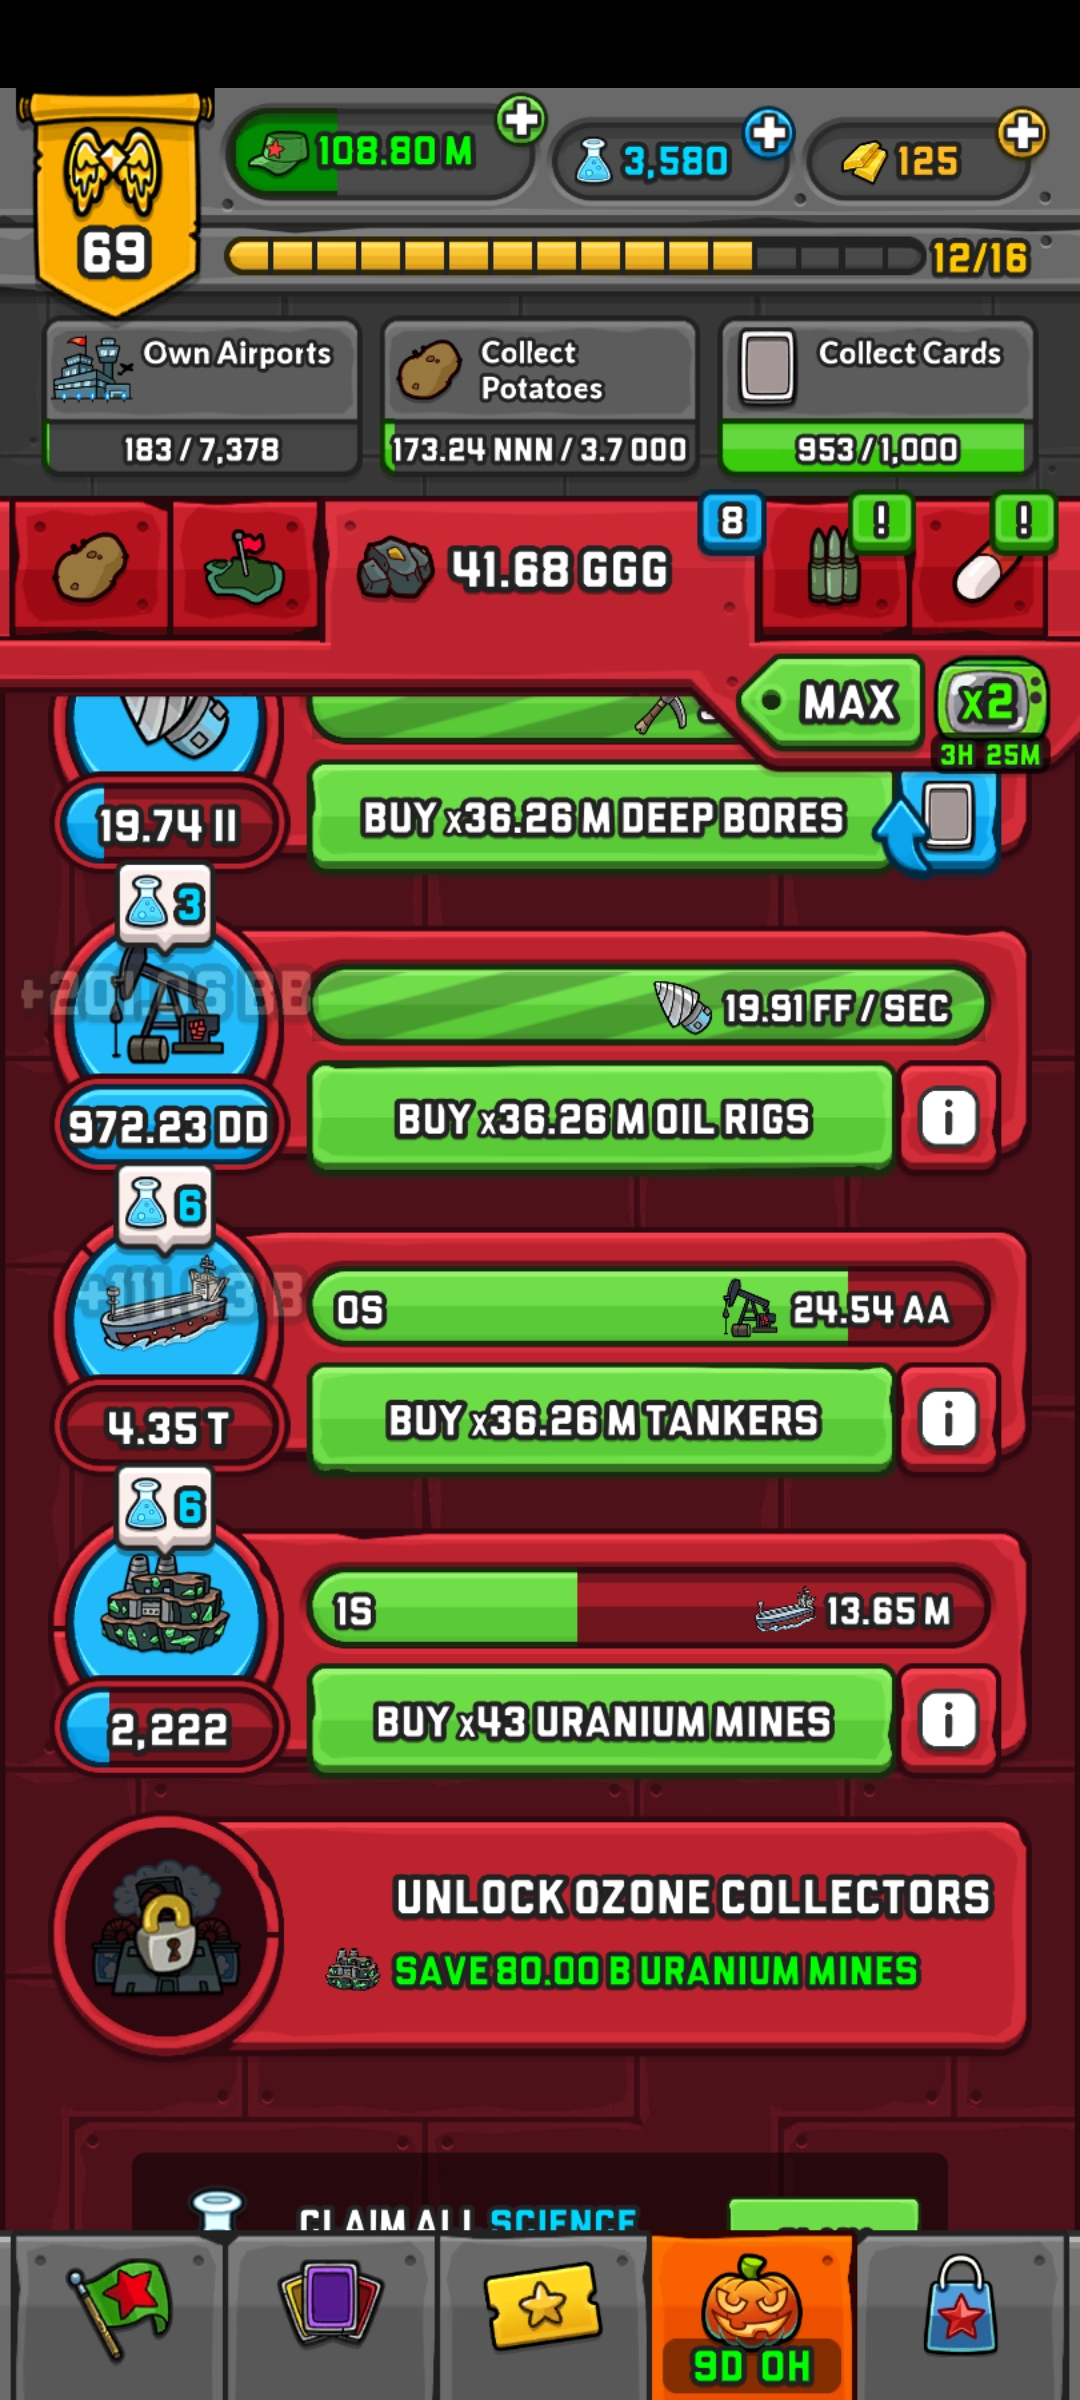 108.80 M
3,580
125
69
12/16
Own Airports
183 / 7,378
Collect
Potatoes
173.24 NNN / 3.7 OOO
Collect Cards
953 / 1,000
41.68 GGG
8
!
!
MAX
x2
3H 25M
19.74 II
BUY x36.26 M DEEP BORES
3
19.91 FF / SEC
972.23 DD
BUY x36.26 M OIL RIGS
i
6
0S
24.54 AA
4.35 T
BUY x36.26 M TANKERS
i
6
1S
13.65 M
2,222
BUY x43 URANIUM MINES
i
UNLOCK OZONE COLLECTORS
SAVE 80.00 B URANIUM MINES
CLAIM ALL SCIENCE
9D 0H